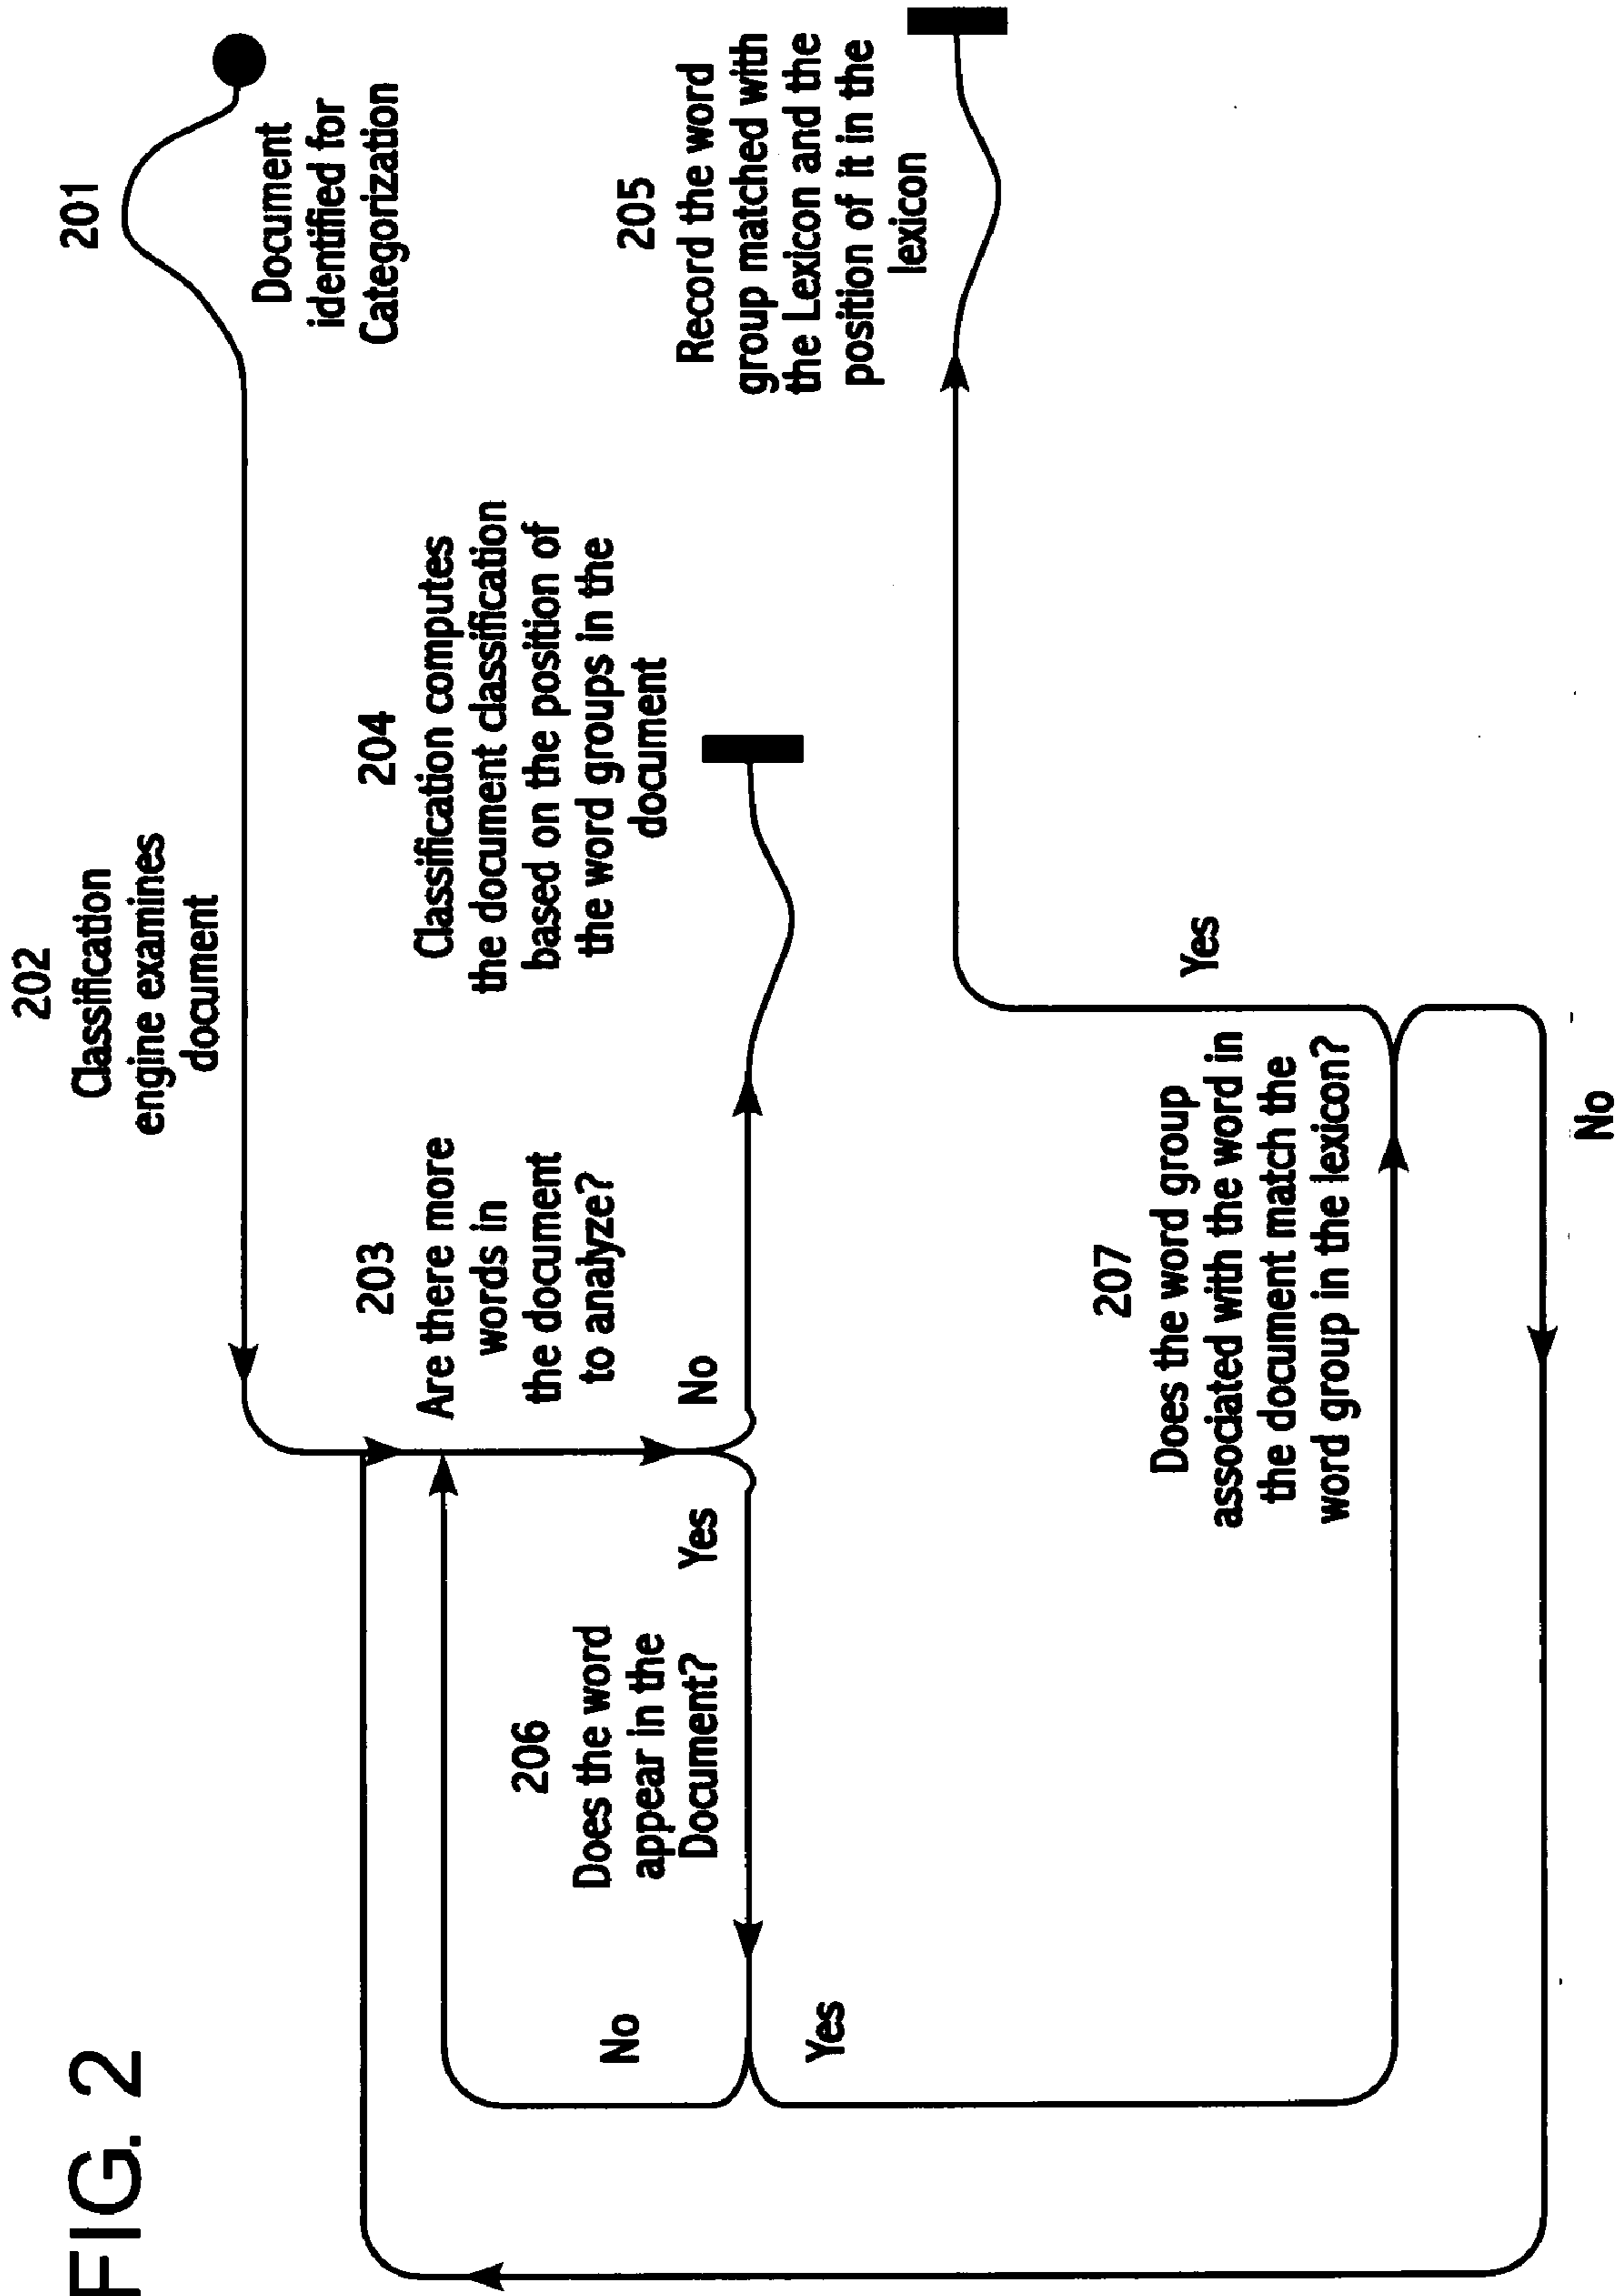 FIG. 2
201
Document
identified for
Categorization
202
Classification
engine examines
document
203
Are there more
words in
the document
to analyze?
No
Yes
204
Classification computes
the document classification
based on the position of
the word groups in the
document
205
Record the word
group matched with
the Lexicon and the
position of it in the
lexicon
206
Does the word
appear in the
Document?
No
Yes
207
Does the word group
associated with the word in
the document match the
word group in the lexicon?
Yes
No